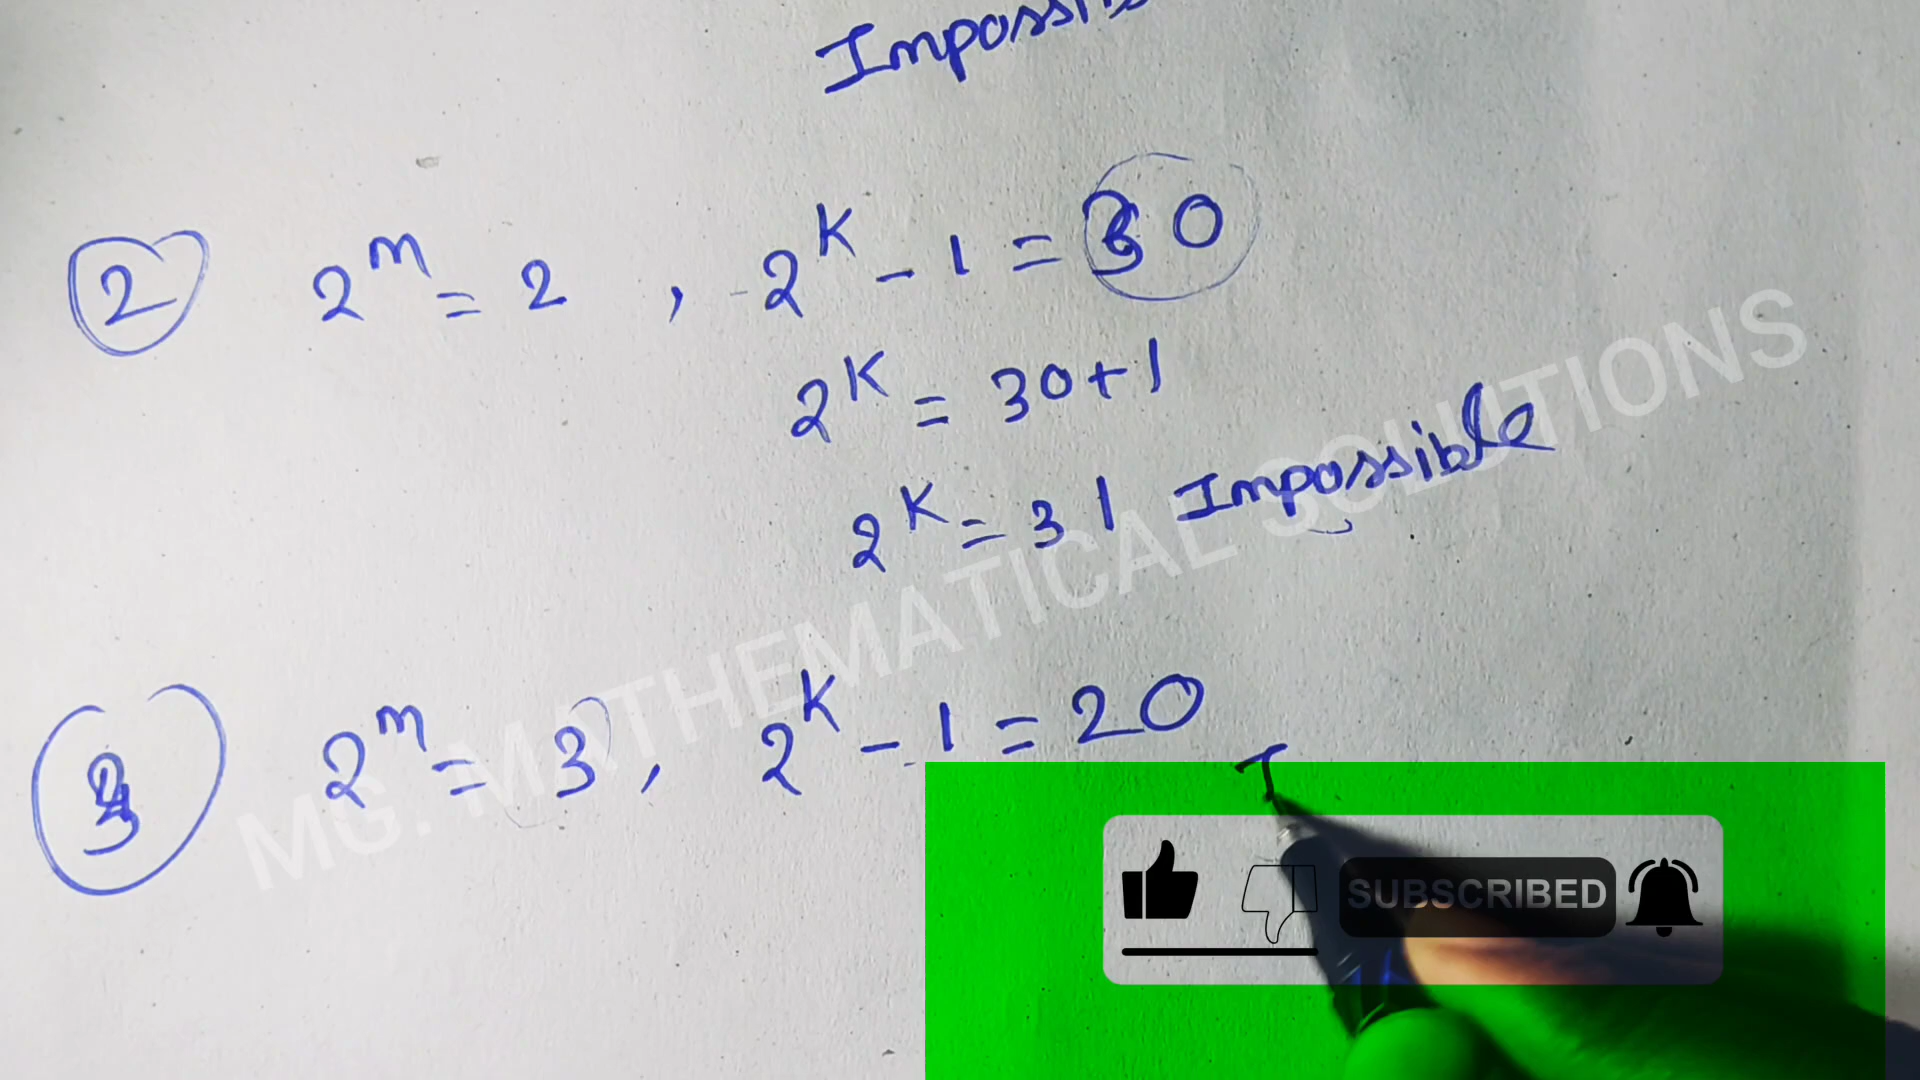 Impossib
② 2^m = 2 , 2^K - 1 = 30
2^K = 30+1
2^K = 31 Impossible
③ 2^m = 3 , 2^K - 1 = 20
I
MG. MATHEMATICAL SOLUTIONS
SUBSCRIBED